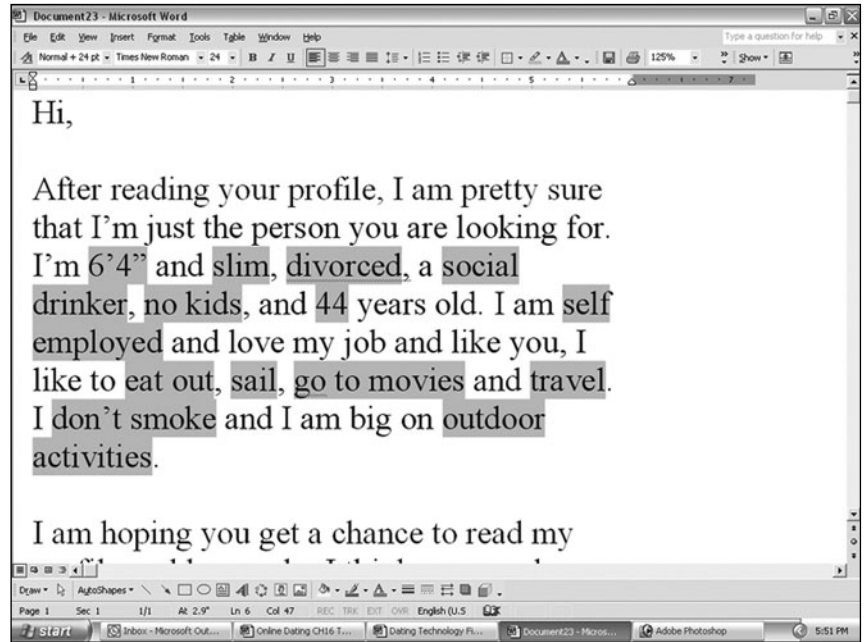 Document23 - Microsoft Word
File Edit View Insert Format Tools Table Window Help Type a question for help
Normal + 24 pt Times New Roman 24 B I U 125% Show
1 2 3 4 5 7
Hi,
After reading your profile, I am pretty sure
that I’m just the person you are looking for.
I’m 6’4” and slim, divorced, a social
drinker, no kids, and 44 years old. I am self
employed and love my job and like you, I
like to eat out, sail, go to movies and travel.
I don’t smoke and I am big on outdoor
activities.
I am hoping you get a chance to read my
Draw AutoShapes
Page 1 Sec 1 1/1 At 2.9" Ln 6 Col 47 REC TRK EXT OVR English (U.S
start Inbox - Microsoft Out... Online Dating CH16 T... Dating Technology Fi... Document23 - Micros... Adobe Photoshop 5:51 PM